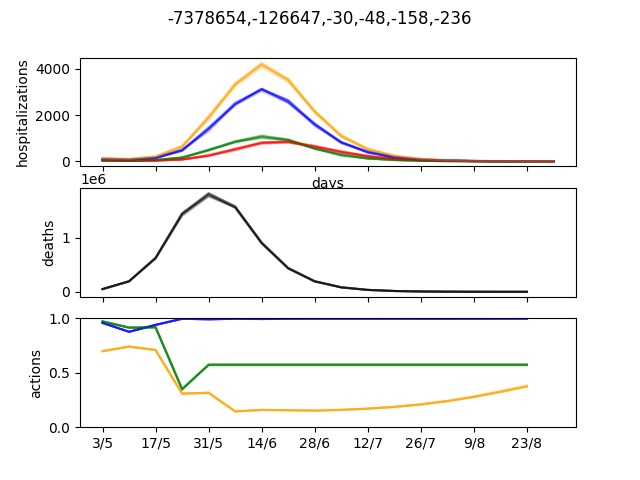 -7378654,-126647,-30,-48,-158,-236
hospitalizations
4000
2000
0
days
1e6
deaths
1
0
actions
1.0
0.5
0.0
3/5 17/5 31/5 14/6 28/6 12/7 26/7 9/8 23/8